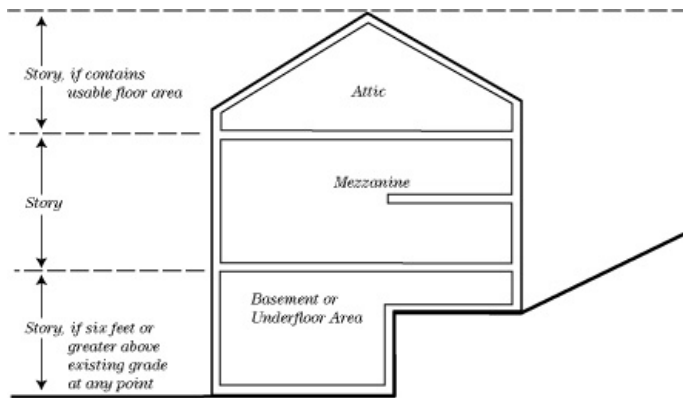 Story, if contains
usable floor area
Attic
Mezzanine
Story
Basement or
Underfloor Area
Story, if six feet or
greater above
existing grade
at any point